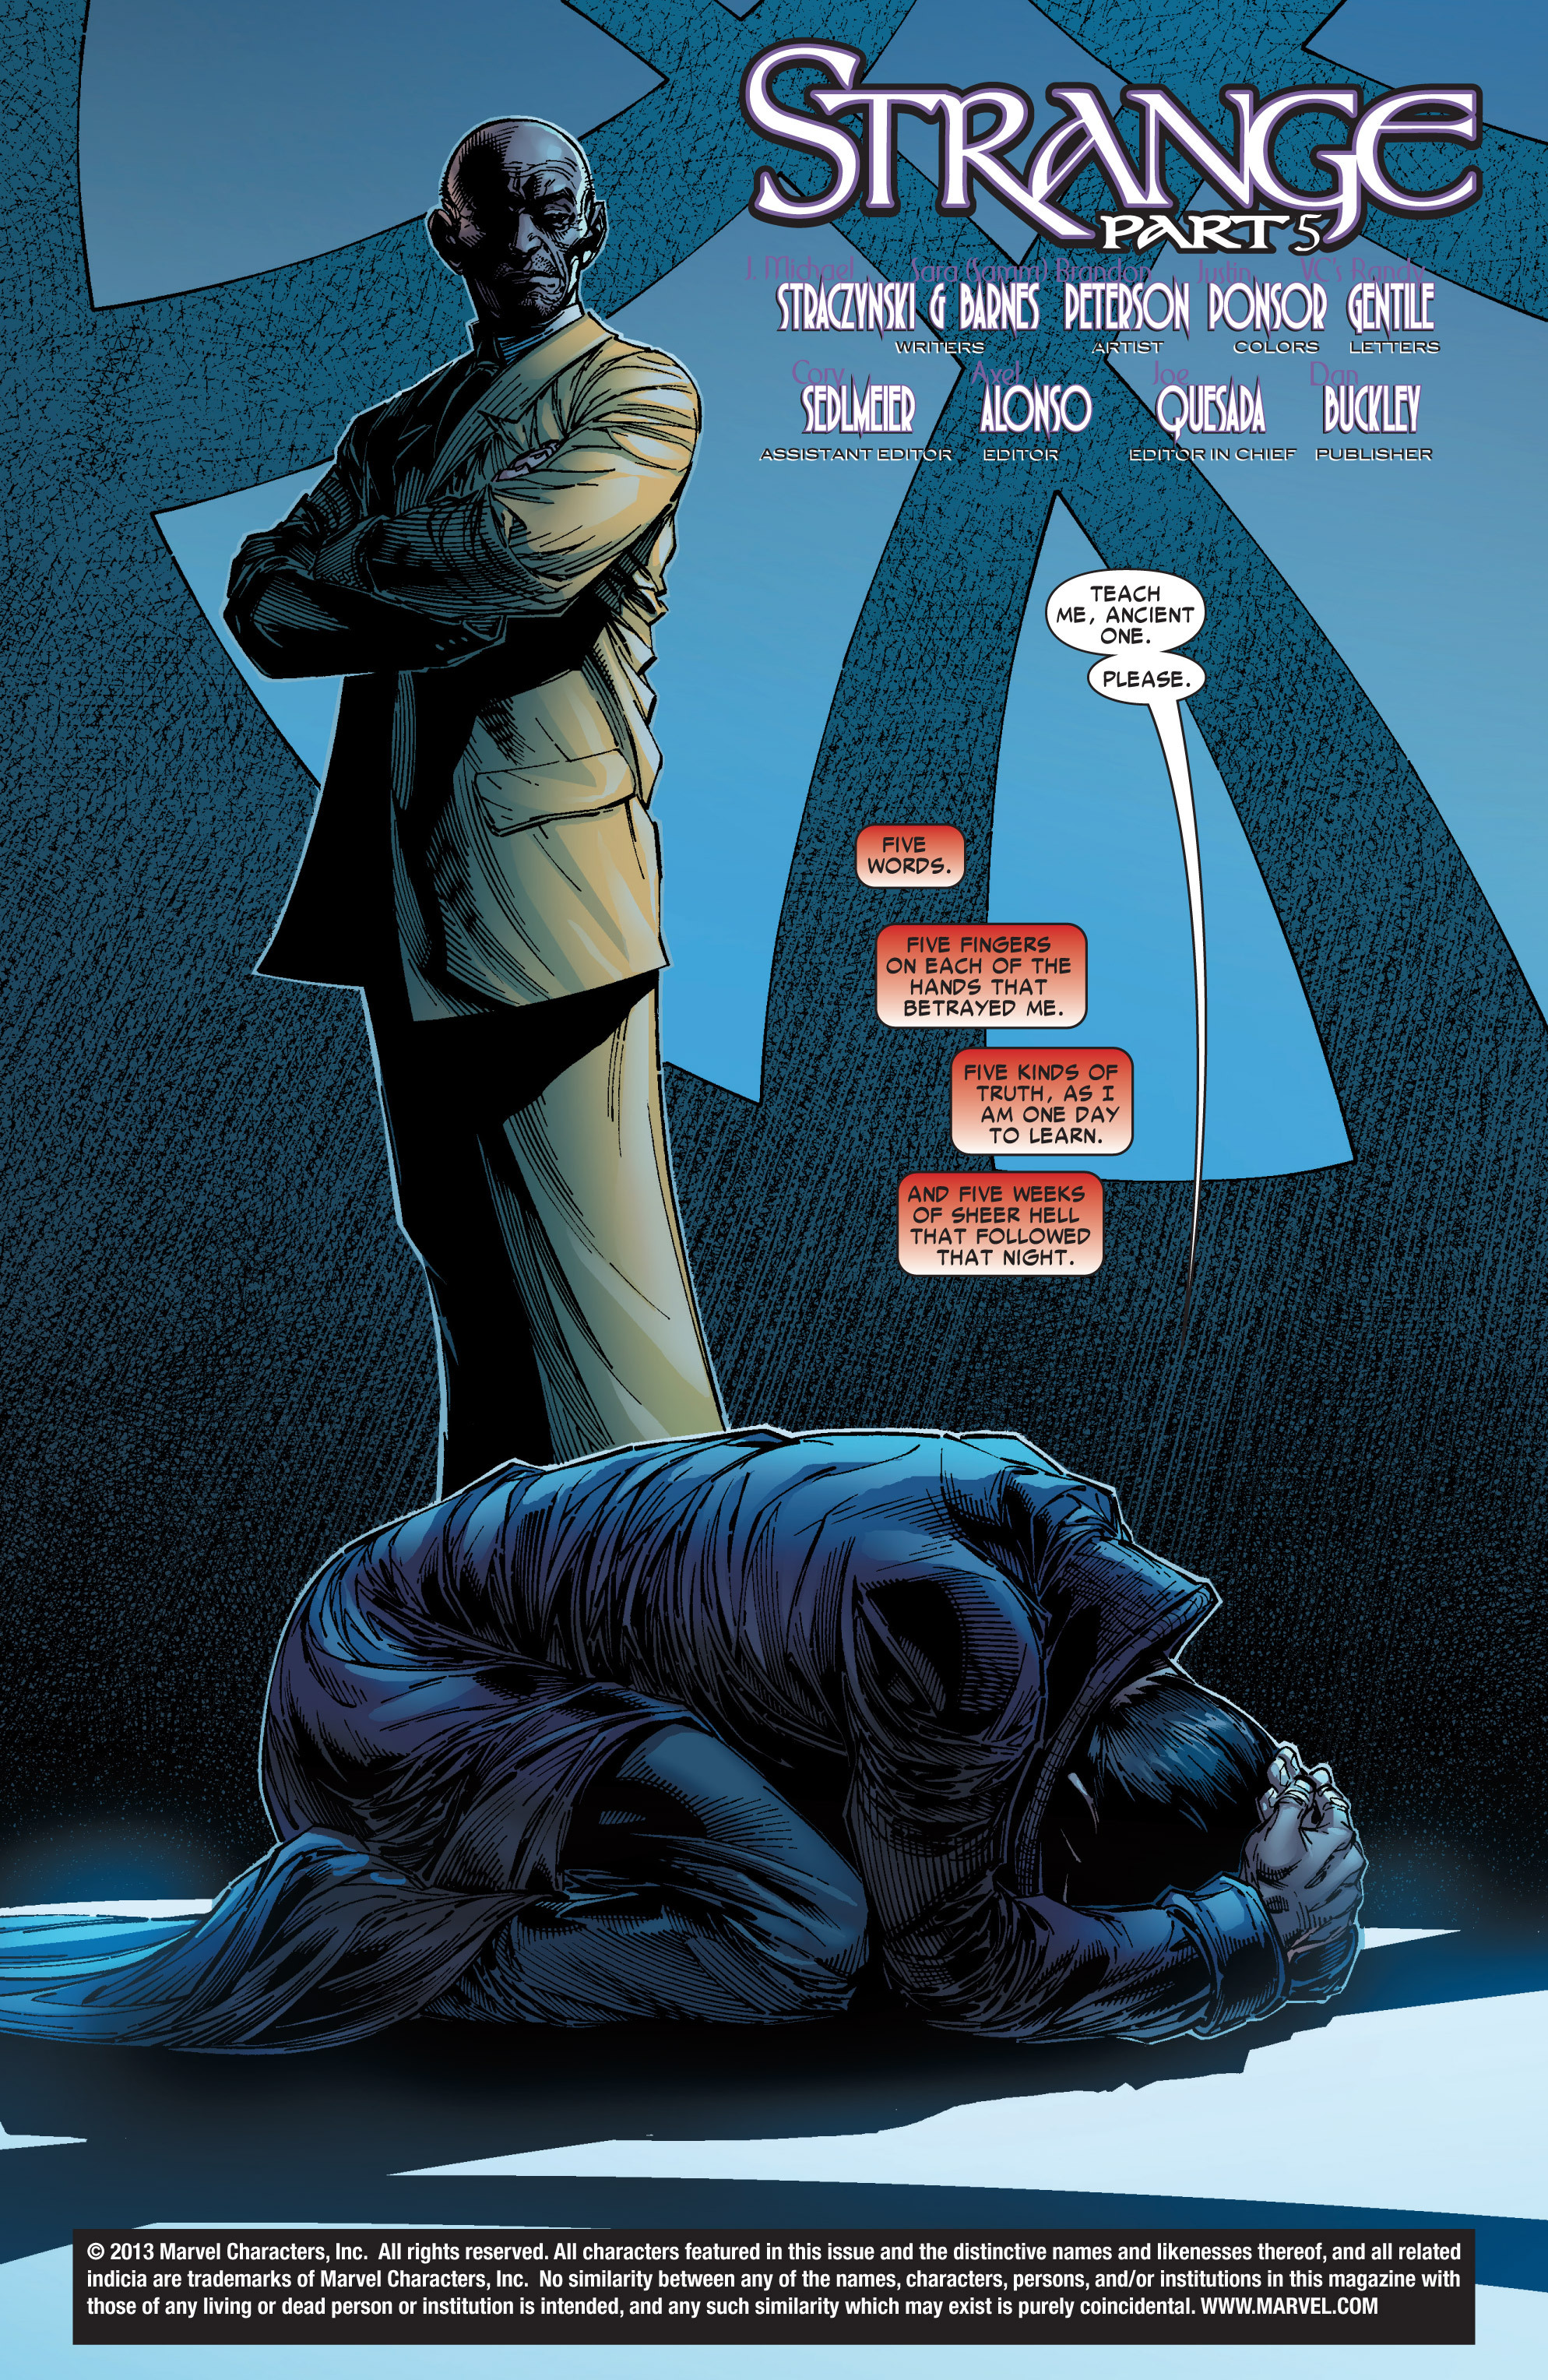 STRANGE
PART 5
J. Michael Sara (Samm) Brandon Justin VC's Randy
STRACZYNSKI & BARNES PETERSON PONSOR GENTILE
WRITERS ARTIST COLORS LETTERS
Cory Axel Joe Dan
SEDLMEIER ALONSO QUESADA BUCKLEY
ASSISTANT EDITOR EDITOR EDITOR IN CHIEF PUBLISHER
TEACH
ME, ANCIENT
ONE.
PLEASE.
FIVE
WORDS.
FIVE FINGERS
ON EACH OF THE
HANDS THAT
BETRAYED ME.
FIVE KINDS OF
TRUTH, AS I
AM ONE DAY
TO LEARN.
AND FIVE WEEKS
OF SHEER HELL
THAT FOLLOWED
THAT NIGHT.
© 2013 Marvel Characters, Inc. All rights reserved. All characters featured in this issue and the distinctive names and likenesses thereof, and all related
indicia are trademarks of Marvel Characters, Inc. No similarity between any of the names, characters, persons, and/or institutions in this magazine with
those of any living or dead person or institution is intended, and any such similarity which may exist is purely coincidental. WWW.MARVEL.COM